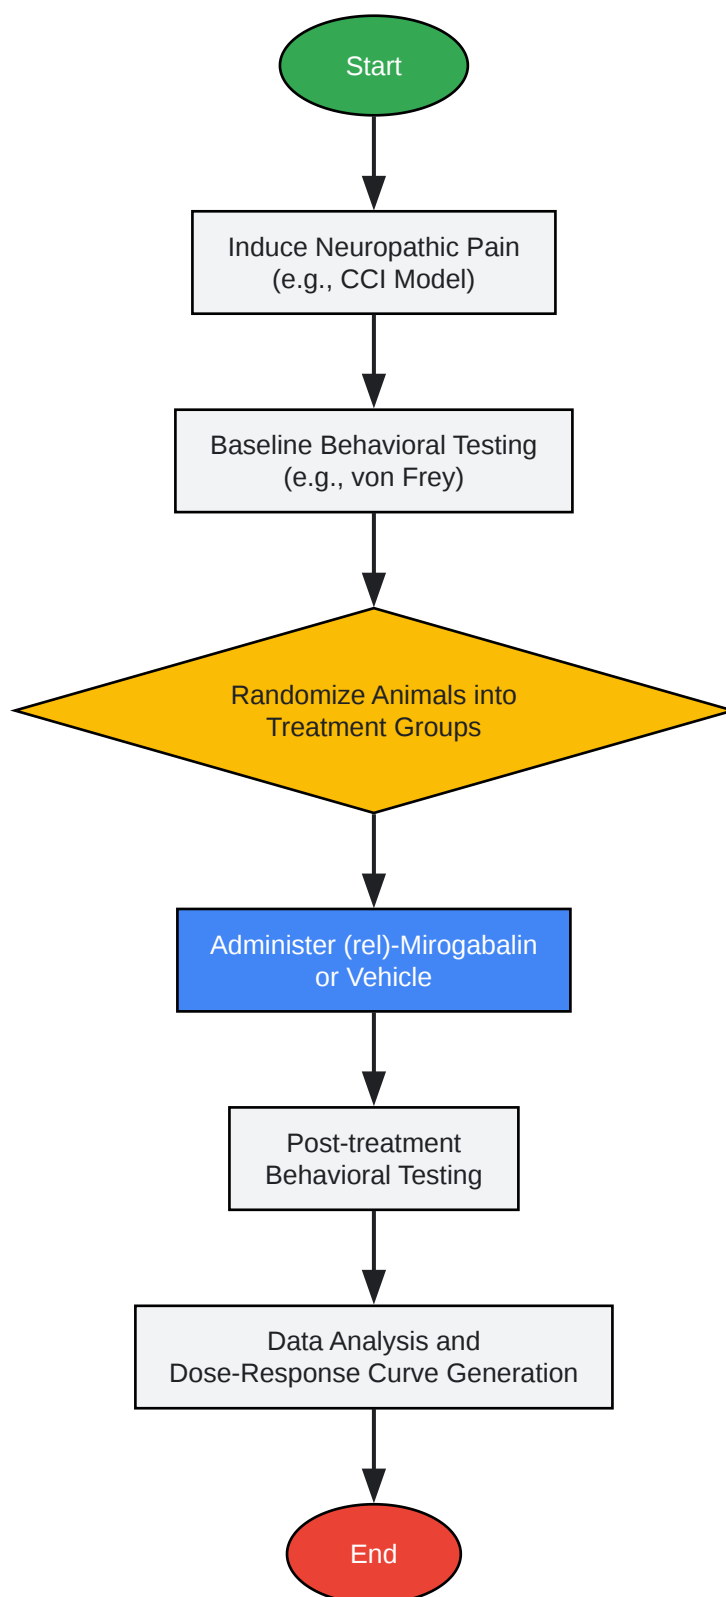 Start
Induce Neuropathic Pain
(e.g., CCI Model)
Baseline Behavioral Testing
(e.g., von Frey)
Randomize Animals into
Treatment Groups
Administer (rel)-Mirogabalin
or Vehicle
Post-treatment
Behavioral Testing
Data Analysis and
Dose-Response Curve Generation
End